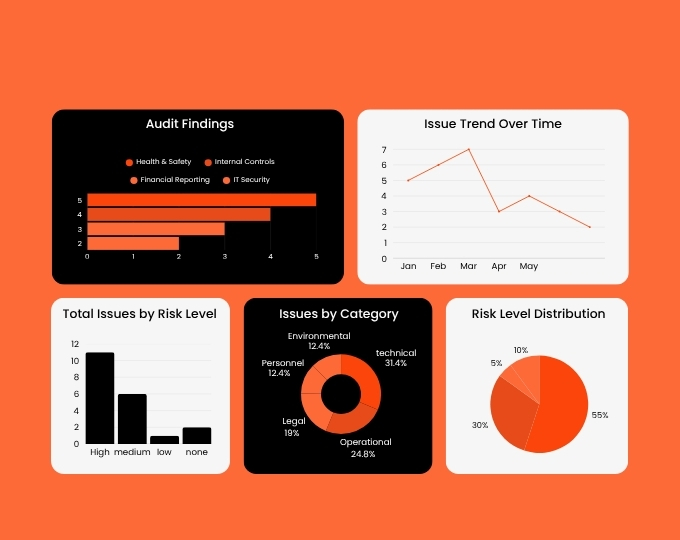 Audit Findings
Health & Safety
Internal Controls
Financial Reporting
IT Security
5
4
3
2
0 1 2 3 4 5
Issue Trend Over Time
7
6
5
4
3
2
1
0
Jan Feb Mar Apr May
Total Issues by Risk Level
12
10
8
6
4
2
0
High medium low none
Issues by Category
Environmental
12.4%
technical
31.4%
Personnel
12.4%
Legal
19%
Operational
24.8%
Risk Level Distribution
10%
5%
55%
30%